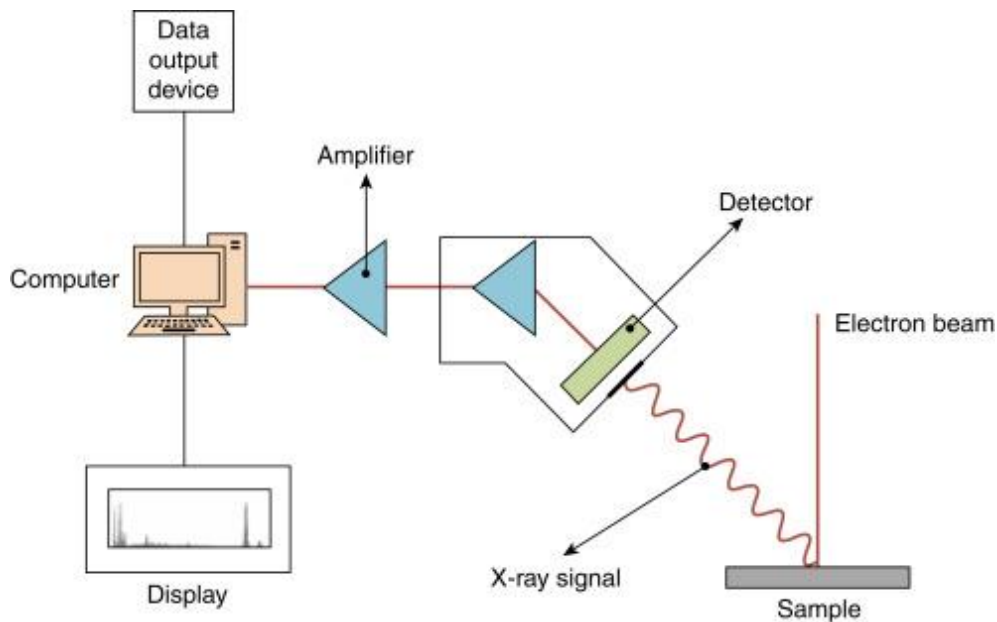 Data
output
device
Amplifier
Detector
Computer
Electron beam
X-ray signal
Display
Sample